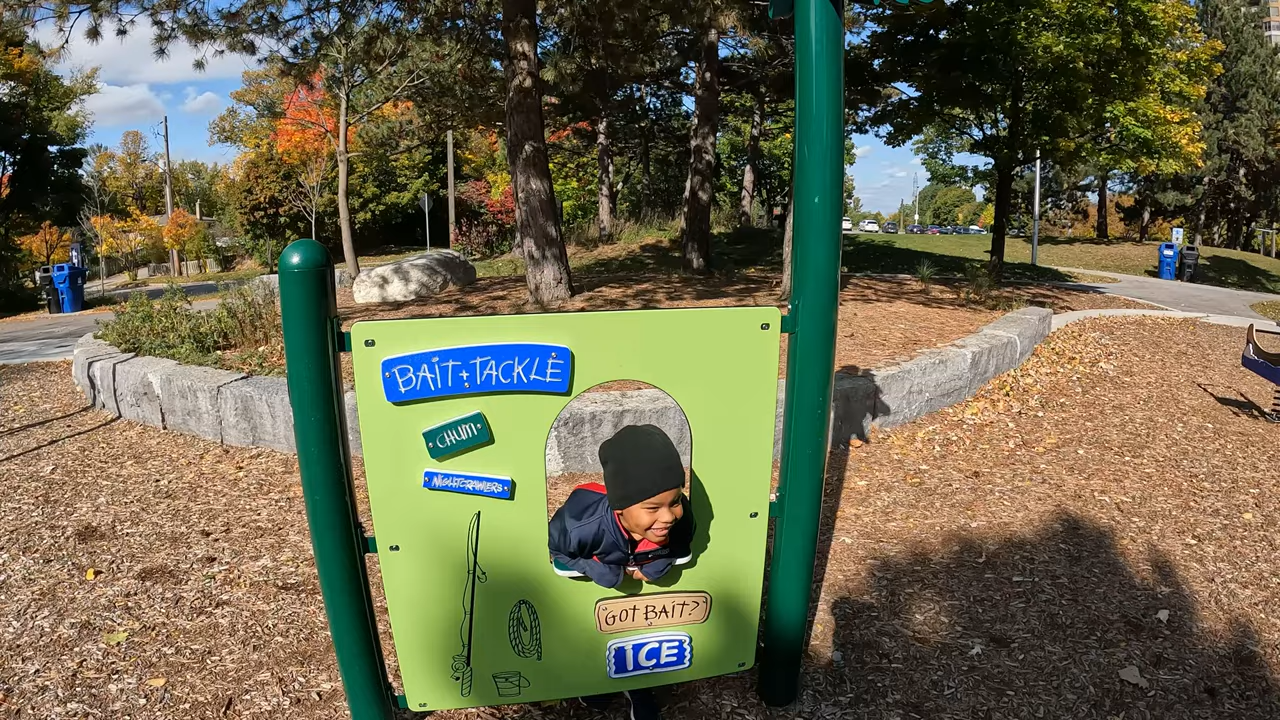 BAIT+TACKLE
CHUM
NIGHTCRAWLERS
"GOT BAIT?"
ICE